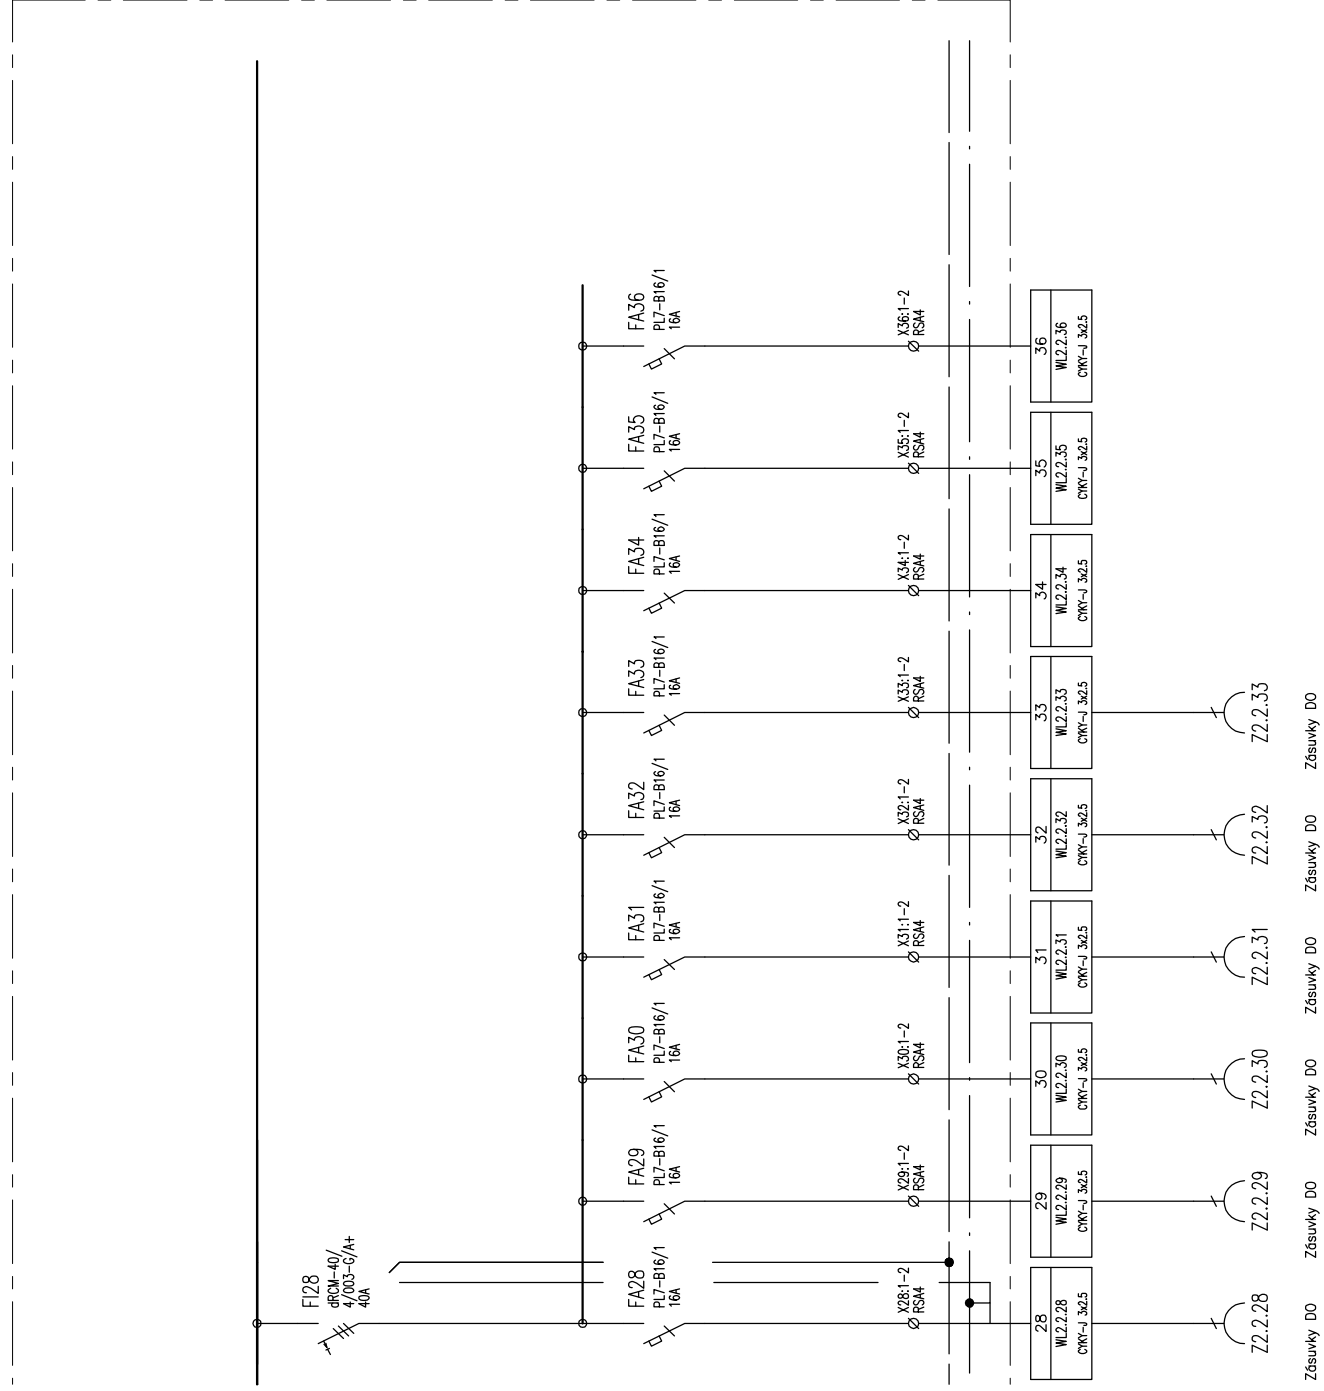 FA36
PL7-B16/1
16A
X36:1-2
RSA4
36
WL2.2.36
CYKY-J 3x2.5
FA35
PL7-B16/1
16A
X35:1-2
RSA4
35
WL2.2.35
CYKY-J 3x2.5
FA34
PL7-B16/1
16A
X34:1-2
RSA4
34
WL2.2.34
CYKY-J 3x2.5
FA33
PL7-B16/1
16A
X33:1-2
RSA4
33
WL2.2.33
CYKY-J 3x2.5
Z2.2.33
Zásuvky DO
FA32
PL7-B16/1
16A
X32:1-2
RSA4
32
WL2.2.32
CYKY-J 3x2.5
Z2.2.32
Zásuvky DO
FA31
PL7-B16/1
16A
X31:1-2
RSA4
31
WL2.2.31
CYKY-J 3x2.5
Z2.2.31
Zásuvky DO
FA30
PL7-B16/1
16A
X30:1-2
RSA4
30
WL2.2.30
CYKY-J 3x2.5
Z2.2.30
Zásuvky DO
FA29
PL7-B16/1
16A
X29:1-2
RSA4
29
WL2.2.29
CYKY-J 3x2.5
Z2.2.29
Zásuvky DO
FI28
dRCM-40/
4/003-G/A+
40A
FA28
PL7-B16/1
16A
X28:1-2
RSA4
28
WL2.2.28
CYKY-J 3x2.5
Z2.2.28
Zásuvky DO